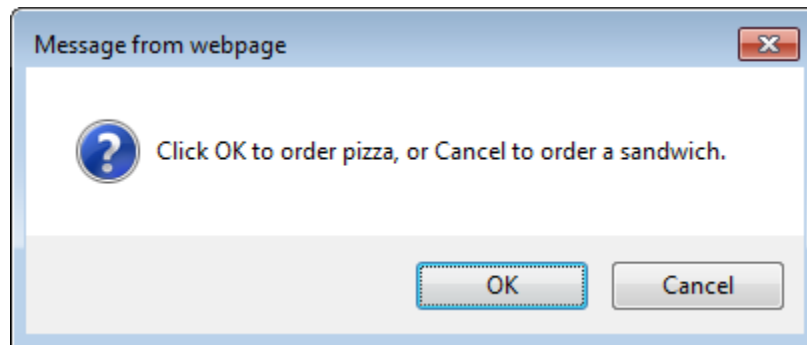 Message from webpage
Click OK to order pizza, or Cancel to order a sandwich.
OK
Cancel